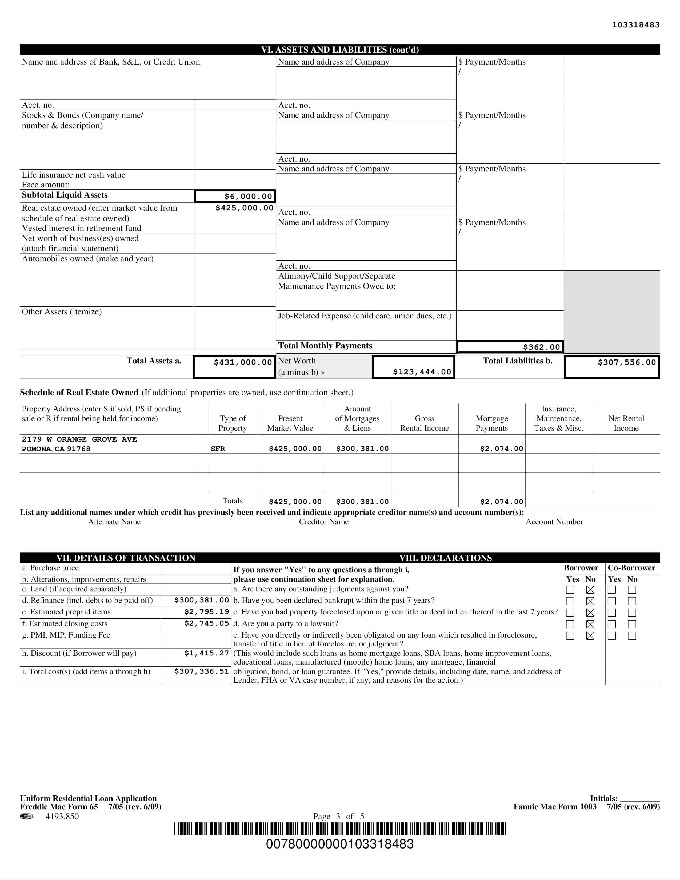 103318483
VI. ASSETS AND LIABILITIES (cont'd)
Name and address of Bank, S&L, or Credit Union
Name and address of Company
$ Payment/Months
/
Acct. no.
Acct. no.
Stocks & Bonds (Company name/
number & description)
Name and address of Company
$ Payment/Months
/
Acct. no.
Name and address of Company
$ Payment/Months
/
Life insurance net cash value
Face amount:
Subtotal Liquid Assets
$6,000.00
Real estate owned (enter market value from
schedule of real estate owned)
$425,000.00
Acct. no.
Name and address of Company
$ Payment/Months
/
Vested interest in retirement fund
Net worth of business(es) owned
(attach financial statement)
Automobiles owned (make and year)
Acct. no.
Alimony/Child Support/Separate
Maintenance Payments Owed to:
Other Assets (itemize)
Job-Related Expense (child care, union dues, etc.)
Total Monthly Payments
$362.00
Total Assets a.
$431,000.00
Net Worth
(a minus b) »
$123,444.00
Total Liabilities b.
$307,556.00
Schedule of Real Estate Owned (If additional properties are owned, use continuation sheet.)
Property Address (enter S if sold, PS if pending
sale or R if rental being held for income)
Type of
Property
Present
Market Value
Amount
of Mortgages
& Liens
Gross
Rental Income
Mortgage
Payments
Insurance,
Maintenance,
Taxes & Misc.
Net Rental
Income
2179 W ORANGE GROVE AVE
POMONA, CA 91768
SFR
$425,000.00
$300,381.00
$2,074.00
Totals
$425,000.00
$300,381.00
$2,074.00
List any additional names under which credit has previously been received and indicate appropriate creditor name(s) and account number(s):
Alternate Name
Creditor Name
Account Number
VII. DETAILS OF TRANSACTION
VIII. DECLARATIONS
a. Purchase price
If you answer "Yes" to any questions a through i,
Borrower
Co-Borrower
b. Alterations, improvements, repairs
please use continuation sheet for explanation.
Yes No
Yes No
c. Land (if acquired separately)
a. Are there any outstanding judgments against you?
d. Refinance (incl. debts to be paid off)
$300,381.00
b. Have you been declared bankrupt within the past 7 years?
e. Estimated prepaid items
$2,795.19
c. Have you had property foreclosed upon or given title or deed in lieu thereof in the last 7 years?
f. Estimated closing costs
$2,745.05
d. Are you a party to a lawsuit?
g. PMI, MIP, Funding Fee
e. Have you directly or indirectly been obligated on any loan which resulted in foreclosure,
transfer of title in lieu of foreclosure, or judgment?
h. Discount (if Borrower will pay)
$1,415.27
(This would include such loans as home mortgage loans, SBA loans, home improvement loans,
educational loans, manufactured (mobile) home loans, any mortgage, financial
i. Total cost(s) (add items a through h)
$307,336.51
obligation, bond, or loan guarantee. If "Yes," provide details, including date, name, and address of
Lender, FHA or VA case number, if any, and reasons for the action.)
Uniform Residential Loan Application
Freddie Mac Form 65 7/05 (rev. 6/09)
4193.850
Initials: ________
Fannie Mae Form 1003 7/05 (rev. 6/09)
Page 3 of 5
00780000000103318483